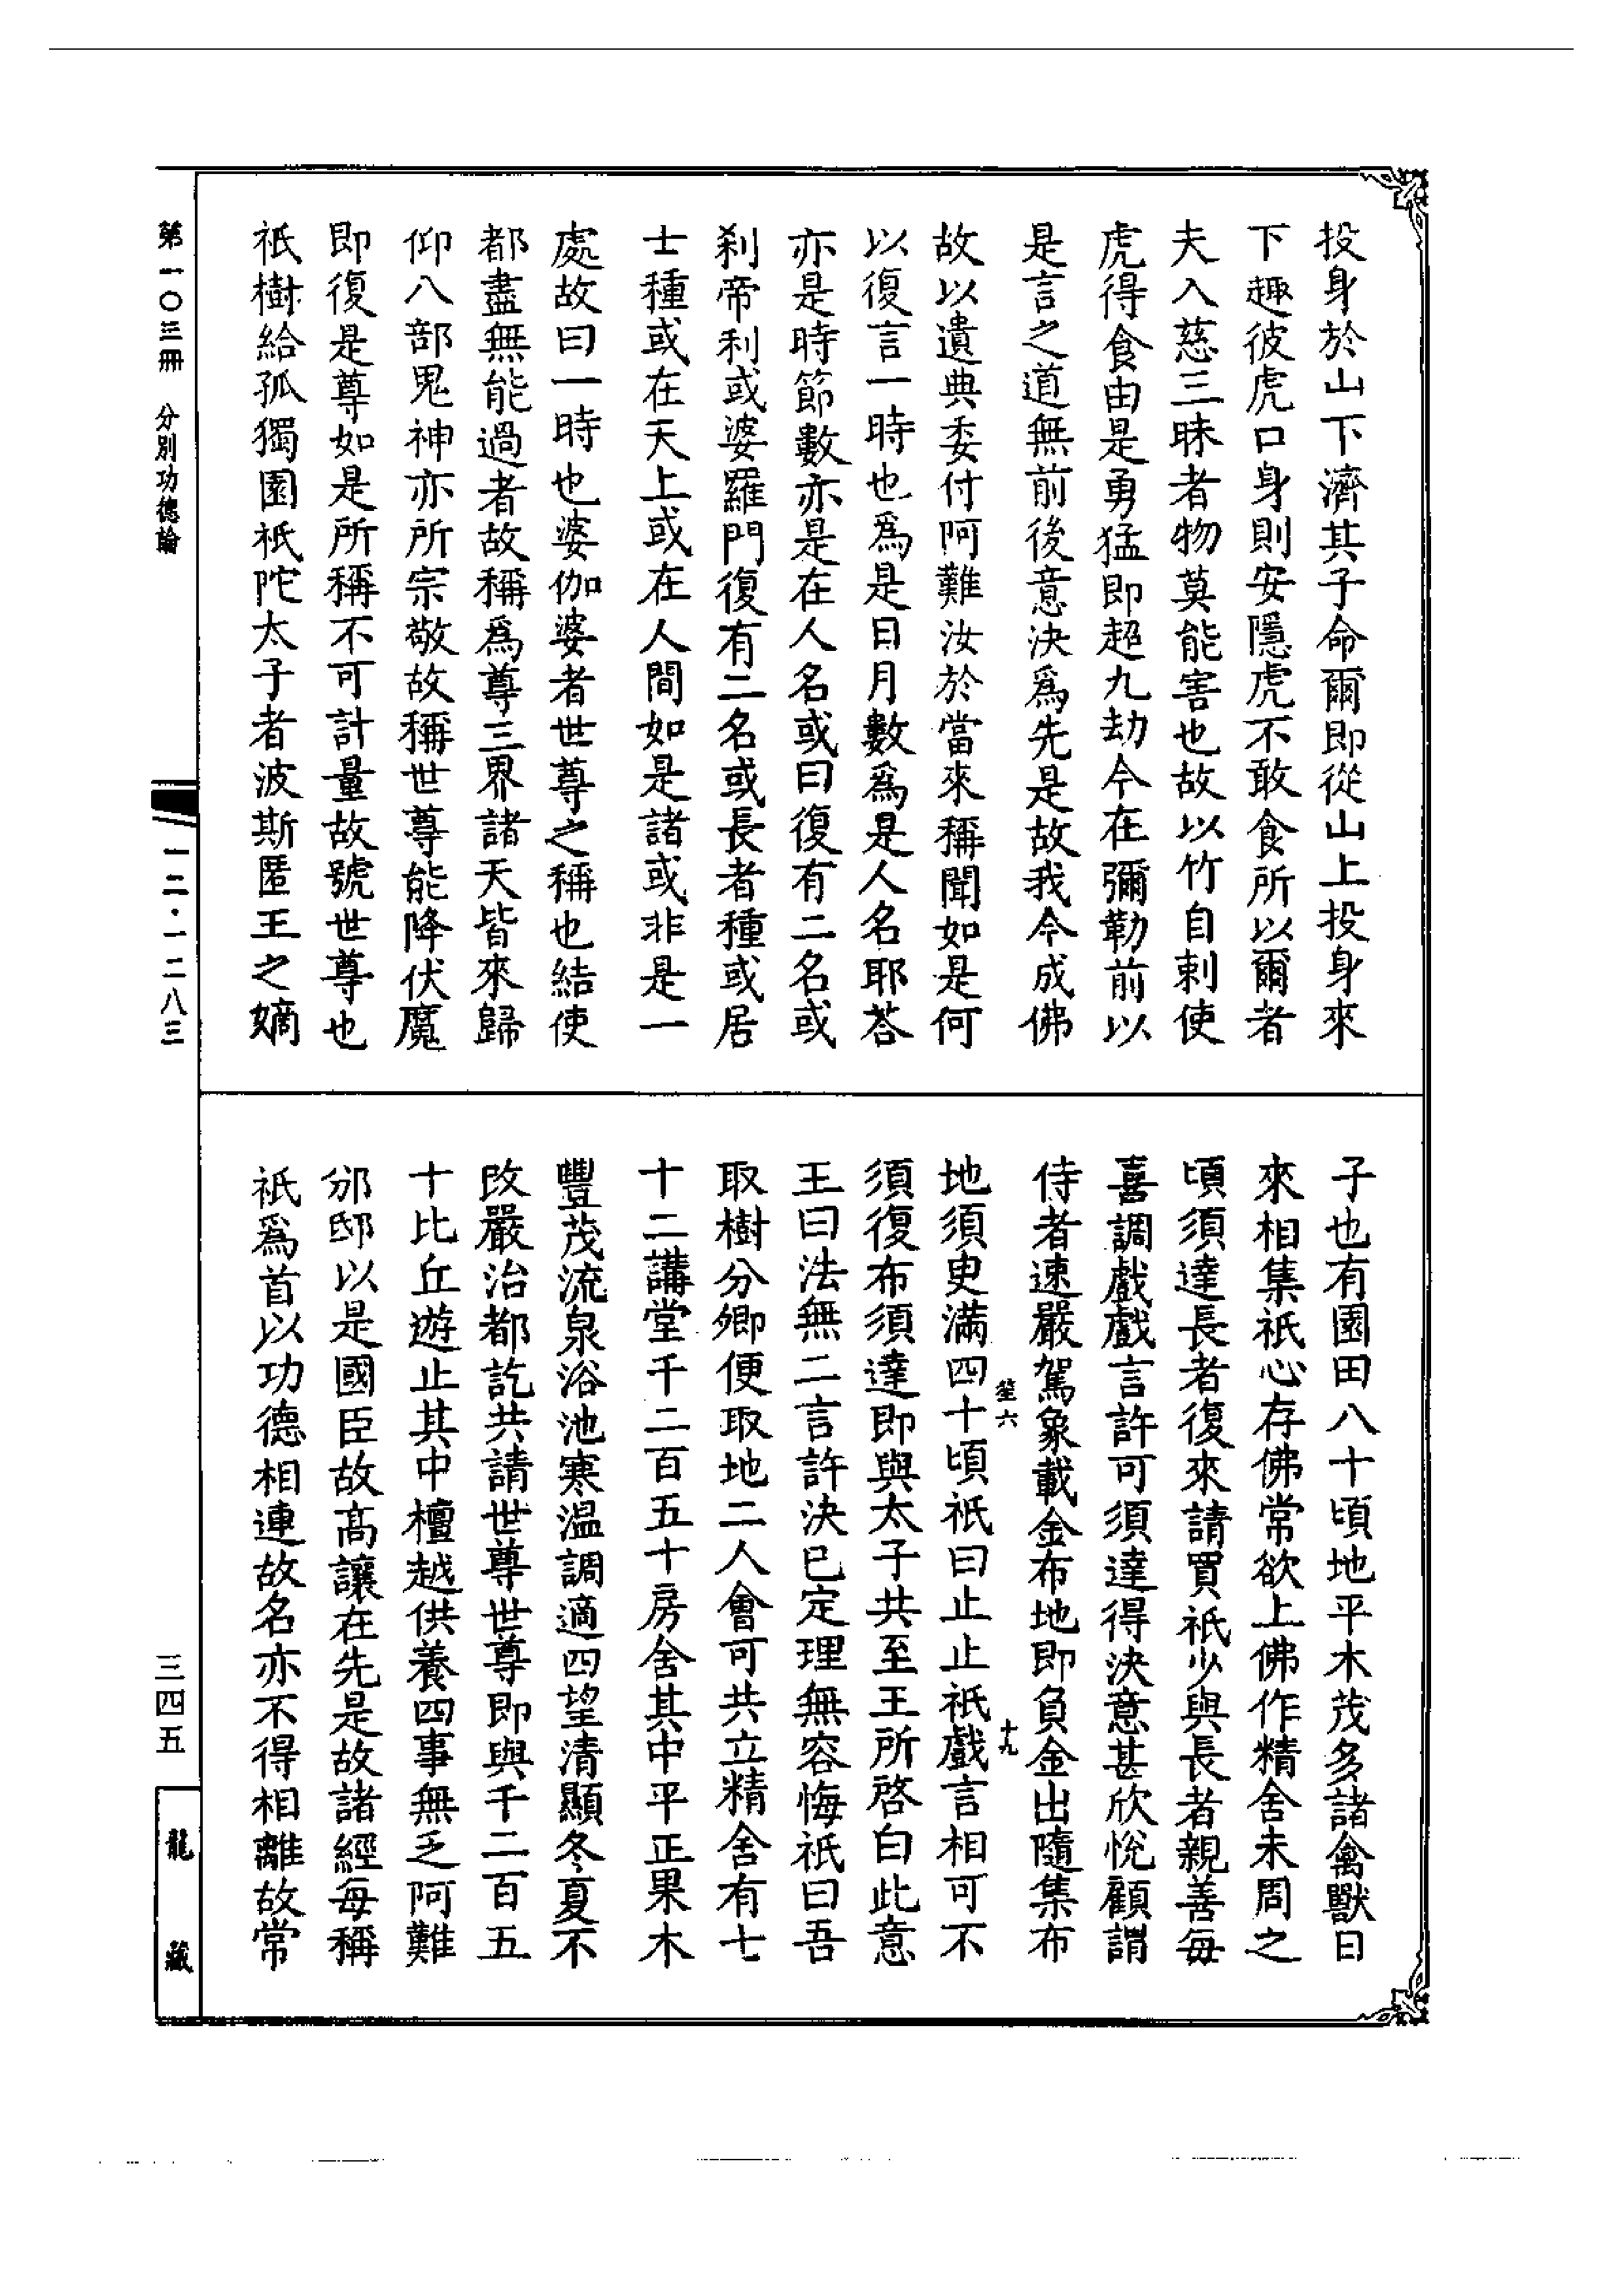 投身於山下濟其子命爾即從山上投身來
下趣彼虎口身則安隱虎不敢食所以爾者
夫入慈三昧者物莫能害也故以竹自刺使
虎得食由是勇猛即超九劫今在彌勒前以
是言之道無前後意決爲先是故我今成佛
故以遺典委付阿難汝於當來稱聞如是何
以復言一時也爲是日月數爲是人名耶荅
亦是時節數亦是在人名或曰復有二名或
刹帝利或婆羅門復有二名或長者種或居
士種或在天上或在人間如是諸或非是一
處故曰一時也婆伽婆者世尊之稱也結使
都盡無能過者故稱爲尊三界諸天皆來歸
仰八部鬼神亦所宗敬故稱世尊能降伏魔
即復是尊如是所稱不可計量故號世尊也
祇樹給孤獨園祇陀太子者波斯匿王之嫡
子也有園田八十頃地平木茂多諸禽獸日
來相集祇心存佛常欲上佛作精舍未周之
頃須達長者復來請買祇少與長者親善每
喜調戲戲言許可須達得決意甚欣悅顧謂
侍者速嚴駕象載金布地即負金出隨集布
笙六 十九
地須史滿四十頃祇曰止止祇戲言相可不
須復布須達即與太子共至王所啓白此意
王曰法無二言許決已定理無容悔祇曰吾
取樹分卿便取地二人會可共立精舍有七
十二講堂千二百五十房舍其中平正果木
豐茂流泉浴池寒温調適四望清顯冬夏不
改嚴治都訖共請世尊世尊即與千二百五
十比丘遊止其中檀越供養四事無乏阿難
邠邸以是國臣故髙讓在先是故諸經每稱
祇爲首以功德相連故名亦不得相離故常
第一〇三冊 分別功德論
一二·一二八三
三四五
龍藏